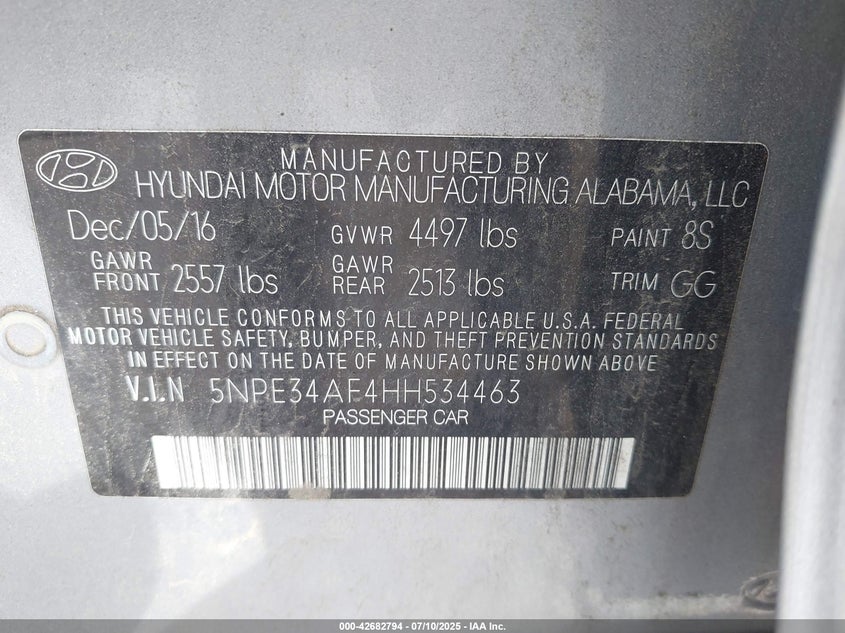 MANUFACTURED BY
HYUNDAI MOTOR MANUFACTURING ALABAMA, LLC
Dec/05/16 GVWR 4497 lbs PAINT 8S
GAWR FRONT 2557 lbs GAWR REAR 2513 lbs TRIM GG
THIS VEHICLE CONFORMS TO ALL APPLICABLE U.S.A. FEDERAL
MOTOR VEHICLE SAFETY, BUMPER, AND THEFT PREVENTION STANDARDS
IN EFFECT ON THE DATE OF MANUFACTURE SHOWN ABOVE
V.I.N 5NPE34AF4HH534463
PASSENGER CAR
000-42682794 - 07/10/2025 - IAA Inc.